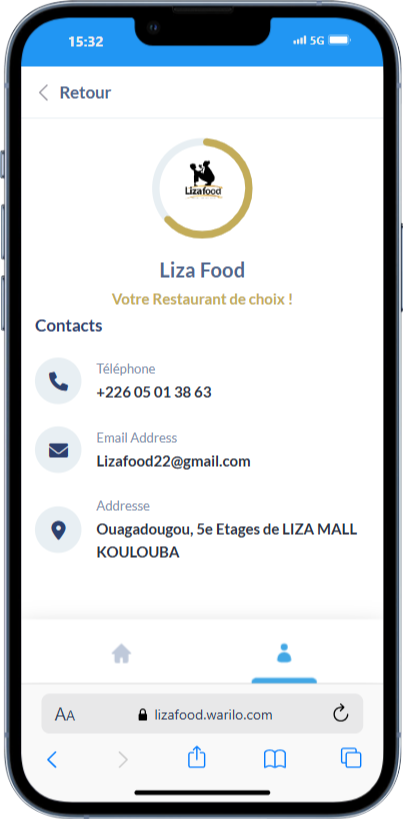 15:32
5G
Retour
Lizafood
Liza Food
Votre Restaurant de choix !
Contacts
Téléphone
+226 05 01 38 63
Email Address
Lizafood22@gmail.com
Addresse
Ouagadougou, 5e Etages de LIZA MALL
KOULOUBA
AA
lizafood.warilo.com